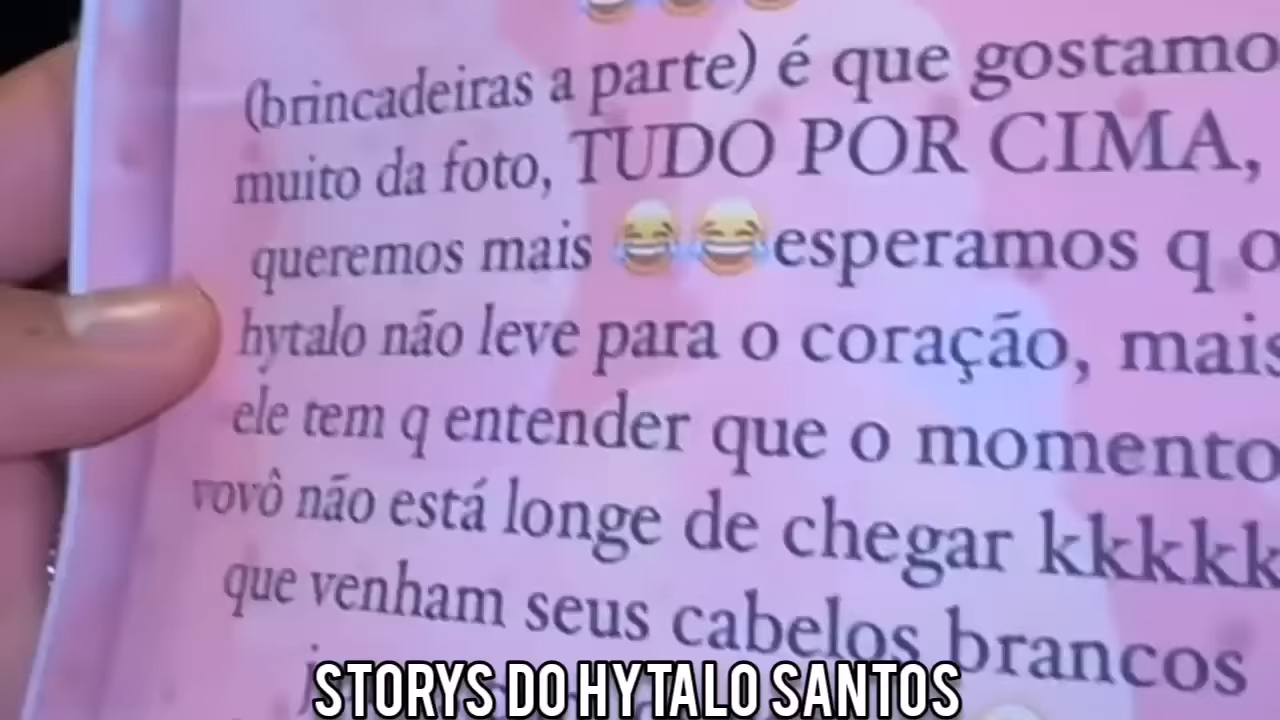 (brincadeiras a parte) é que gostamo
muito da foto, TUDO POR CIMA,
queremos mais 😂😂esperamos q o
hytalo não leve para o coração, mais
ele tem q entender que o momento
vovô não está longe de chegar kkkkk
que venham seus cabelos brancos
STORYS DO HYTALO SANTOS